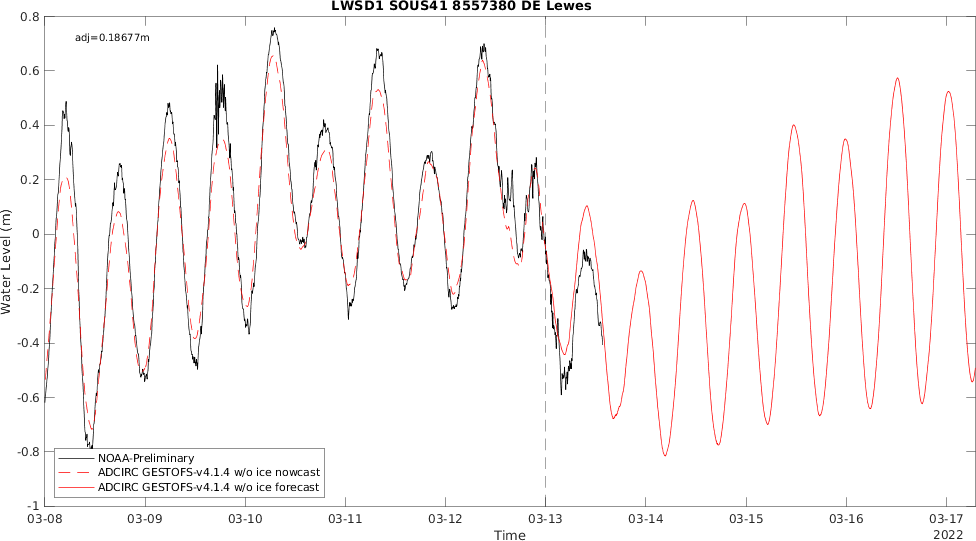 LWSD1 SOUS41 8557380 DE Lewes
adj=0.18677m
0.8
0.6
0.4
0.2
0
-0.2
-0.4
-0.6
-0.8
-1
Water Level (m)
NOAA-Preliminary
ADCIRC GESTOFS-v4.1.4 w/o ice nowcast
ADCIRC GESTOFS-v4.1.4 w/o ice forecast
03-08 03-09 03-10 03-11 03-12 03-13 03-14 03-15 03-16 03-17
Time
2022